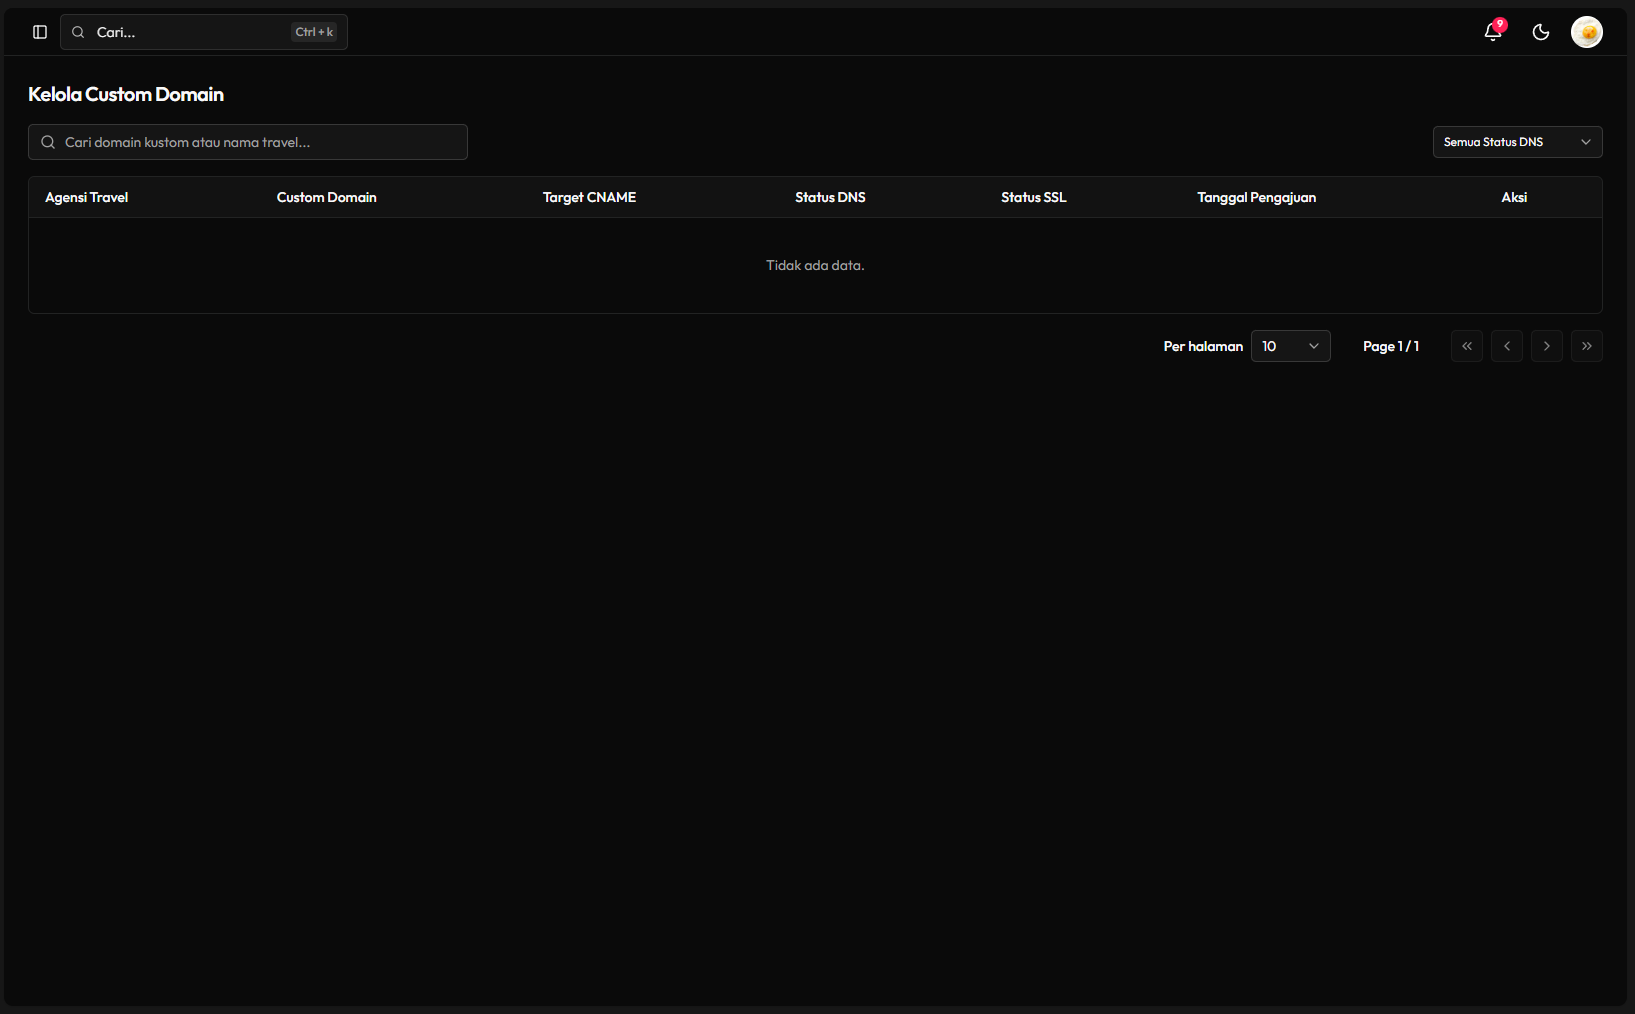 Cari... Ctrl + k 9
Kelola Custom Domain
Cari domain kustom atau nama travel... Semua Status DNS
Agensi Travel Custom Domain Target CNAME Status DNS Status SSL Tanggal Pengajuan Aksi
Tidak ada data.
Per halaman 10 Page 1 / 1